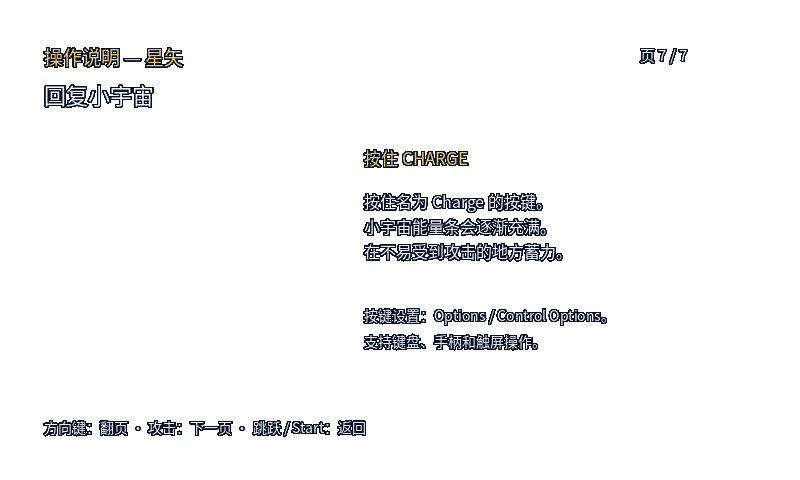 操作说明 — 星矢
页 7 / 7
回复小宇宙
按住 CHARGE
按住名为 Charge 的按键。
小宇宙能量条会逐渐充满。
在不易受到攻击的地方蓄力。
按键设置：Options / Control Options。
支持键盘、手柄和触屏操作。
方向键：翻页 · 攻击：下一页 · 跳跃 / Start：返回